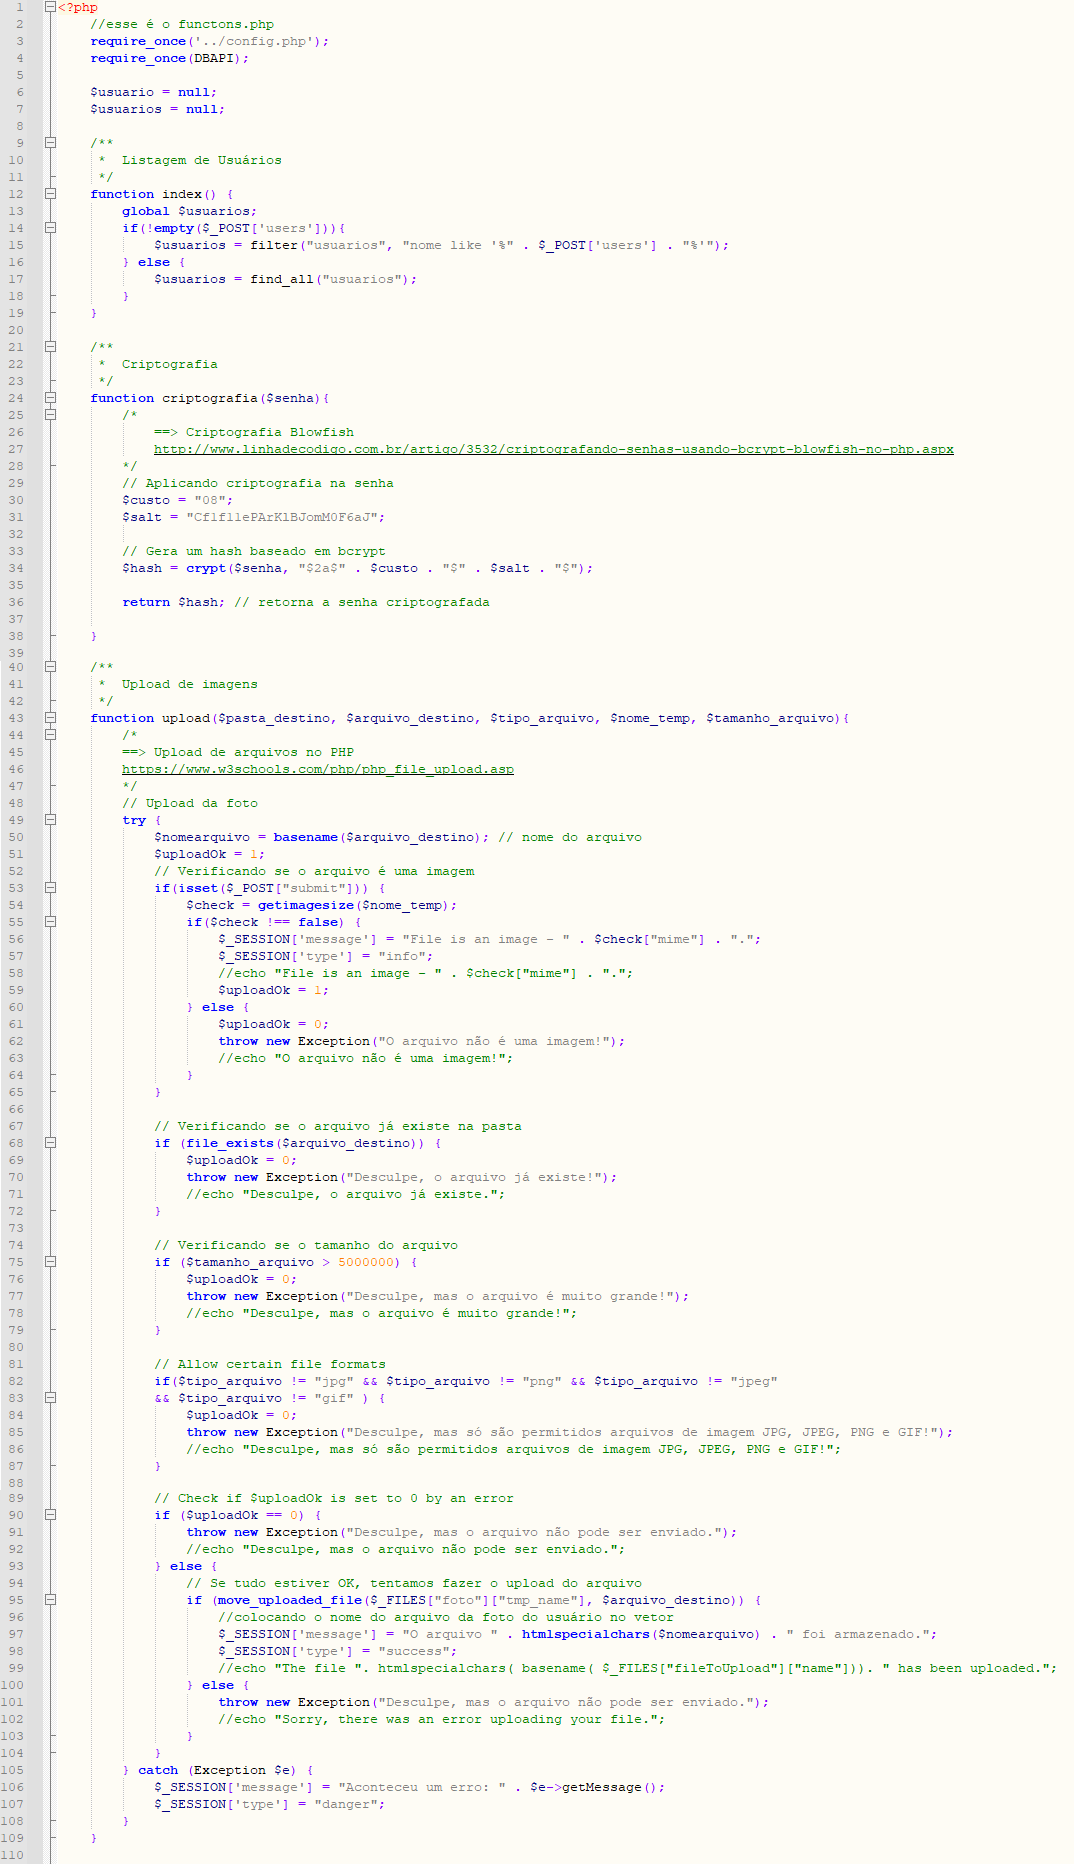 1 <?php
2 //esse é o functons.php
3 require_once('../config.php');
4 require_once(DBAPI);
5
6 $usuario = null;
7 $usuarios = null;
8
9 /**
10 *  Listagem de Usuários
11 */
12 function index() {
13 global $usuarios;
14 if(!empty($_POST['users'])){
15 $usuarios = filter("usuarios", "nome like '%" . $_POST['users'] . "%'");
16 } else {
17 $usuarios = find_all("usuarios");
18 }
19 }
20
21 /**
22 *  Criptografia
23 */
24 function criptografia($senha){
25 /*
26 ==> Criptografia Blowfish
27 http://www.linhadecodigo.com.br/artigo/3532/criptografando-senhas-usando-bcrypt-blowfish-no-php.aspx
28 */
29 // Aplicando criptografia na senha
30 $custo = "08";
31 $salt = "Cf1f11ePArKlBJomM0F6aJ";
32
33 // Gera um hash baseado em bcrypt
34 $hash = crypt($senha, "$2a$" . $custo . "$" . $salt . "$");
35
36 return $hash; // retorna a senha criptografada
37
38 }
39
40 /**
41 *  Upload de imagens
42 */
43 function upload($pasta_destino, $arquivo_destino, $tipo_arquivo, $nome_temp, $tamanho_arquivo){
44 /*
45 ==> Upload de arquivos no PHP
46 https://www.w3schools.com/php/php_file_upload.asp
47 */
48 // Upload da foto
49 try {
50 $nomearquivo = basename($arquivo_destino); // nome do arquivo
51 $uploadOk = 1;
52 // Verificando se o arquivo é uma imagem
53 if(isset($_POST["submit"])) {
54 $check = getimagesize($nome_temp);
55 if($check !== false) {
56 $_SESSION['message'] = "File is an image - " . $check["mime"] . ".";
57 $_SESSION['type'] = "info";
58 //echo "File is an image - " . $check["mime"] . ".";
59 $uploadOk = 1;
60 } else {
61 $uploadOk = 0;
62 throw new Exception("O arquivo não é uma imagem!");
63 //echo "O arquivo não é uma imagem!";
64 }
65 }
66
67 // Verificando se o arquivo já existe na pasta
68 if (file_exists($arquivo_destino)) {
69 $uploadOk = 0;
70 throw new Exception("Desculpe, o arquivo já existe!");
71 //echo "Desculpe, o arquivo já existe.";
72 }
73
74 // Verificando se o tamanho do arquivo
75 if ($tamanho_arquivo > 5000000) {
76 $uploadOk = 0;
77 throw new Exception("Desculpe, mas o arquivo é muito grande!");
78 //echo "Desculpe, mas o arquivo é muito grande!";
79 }
80
81 // Allow certain file formats
82 if($tipo_arquivo != "jpg" && $tipo_arquivo != "png" && $tipo_arquivo != "jpeg"
83 && $tipo_arquivo != "gif" ) {
84 $uploadOk = 0;
85 throw new Exception("Desculpe, mas só são permitidos arquivos de imagem JPG, JPEG, PNG e GIF!");
86 //echo "Desculpe, mas só são permitidos arquivos de imagem JPG, JPEG, PNG e GIF!";
87 }
88
89 // Check if $uploadOk is set to 0 by an error
90 if ($uploadOk == 0) {
91 throw new Exception("Desculpe, mas o arquivo não pode ser enviado.");
92 //echo "Desculpe, mas o arquivo não pode ser enviado.";
93 } else {
94 // Se tudo estiver OK, tentamos fazer o upload do arquivo
95 if (move_uploaded_file($_FILES["foto"]["tmp_name"], $arquivo_destino)) {
96 //colocando o nome do arquivo da foto do usuário no vetor
97 $_SESSION['message'] = "O arquivo " . htmlspecialchars($nomearquivo) . " foi armazenado.";
98 $_SESSION['type'] = "success";
99 //echo "The file ". htmlspecialchars( basename( $_FILES["fileToUpload"]["name"])). " has been uploaded.";
100 } else {
101 throw new Exception("Desculpe, mas o arquivo não pode ser enviado.");
102 //echo "Sorry, there was an error uploading your file.";
103 }
104 }
105 } catch (Exception $e) {
106 $_SESSION['message'] = "Aconteceu um erro: " . $e->getMessage();
107 $_SESSION['type'] = "danger";
108 }
109 }
110